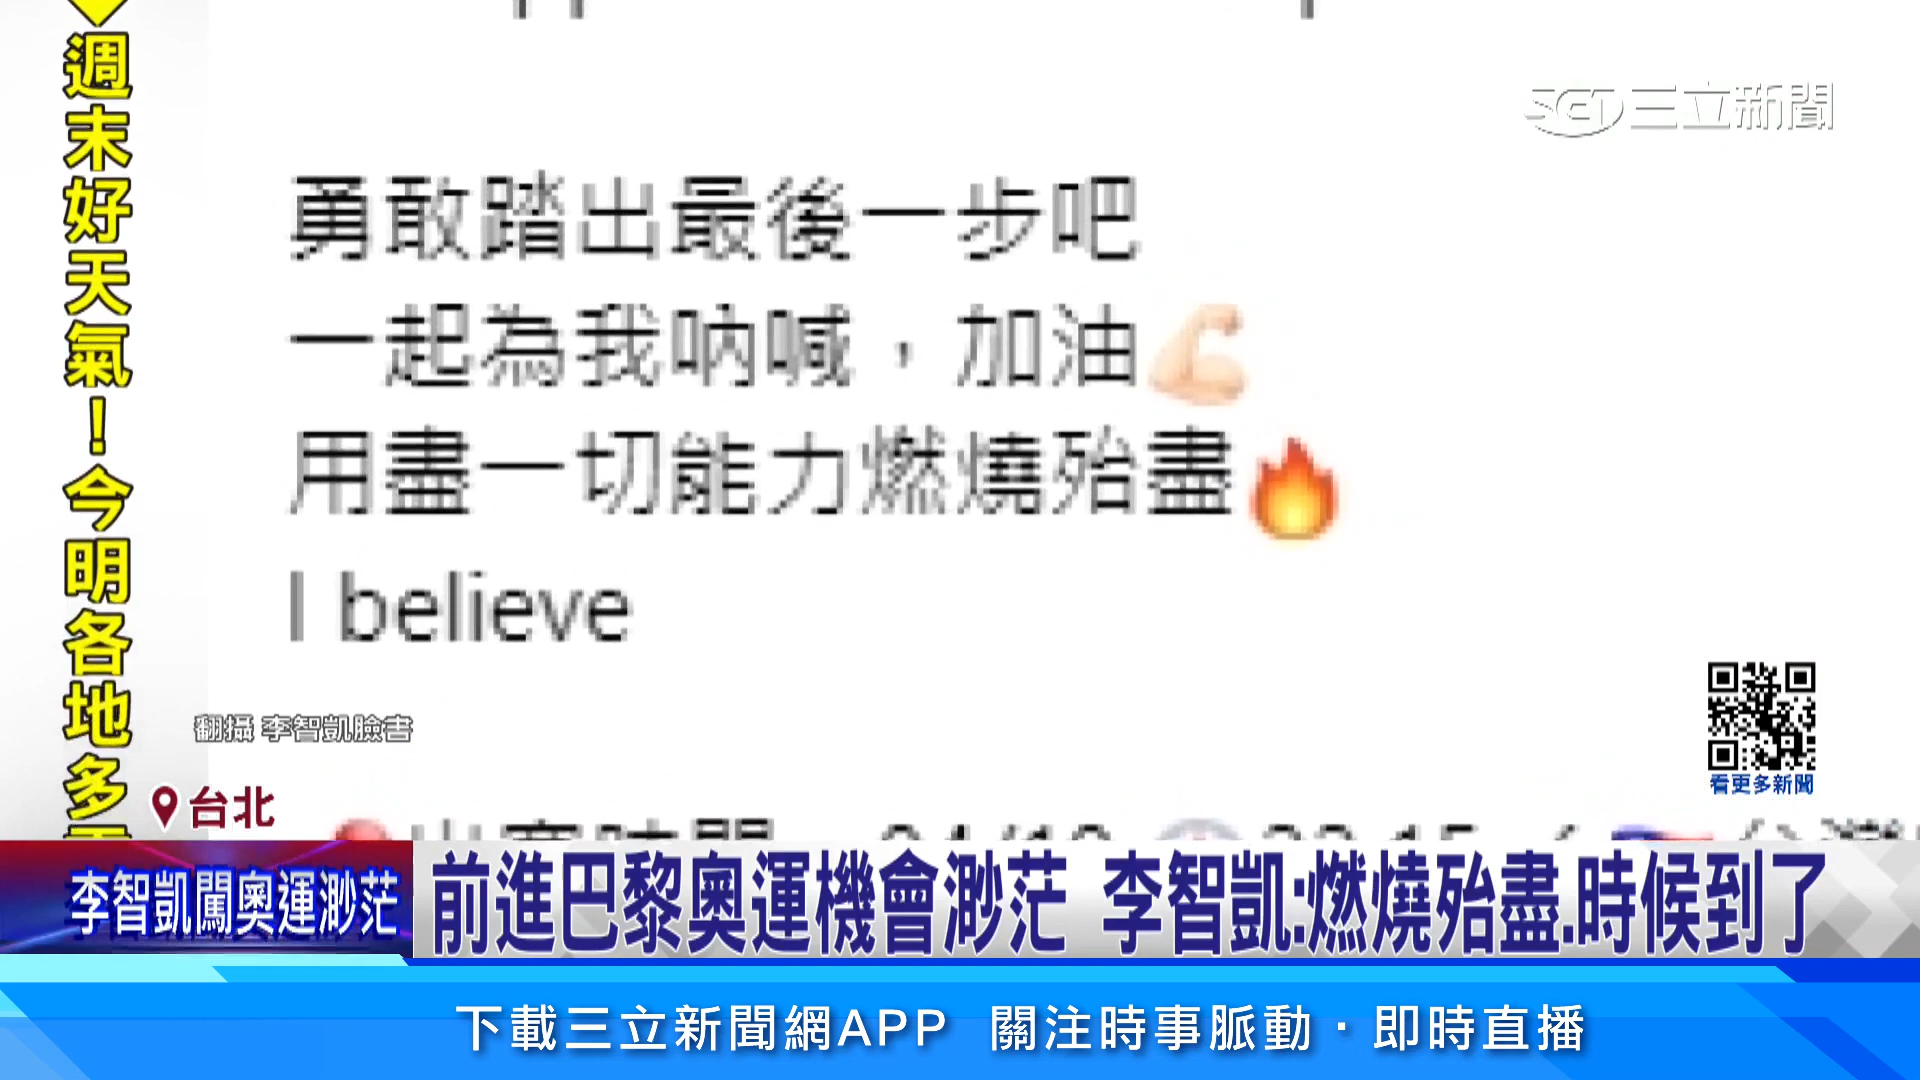 週末好天氣！今明各地多
SET三立新聞
勇敢踏出最後一步吧
一起為我吶喊，加油💪🏻
用盡一切能力燃燒殆盡🔥
I believe
翻攝 李智凱臉書
看更多新聞
台北
李智凱闖奧運渺茫
前進巴黎奧運機會渺茫 李智凱:燃燒殆盡.時候到了
下載三立新聞網APP 關注時事脈動·即時直播